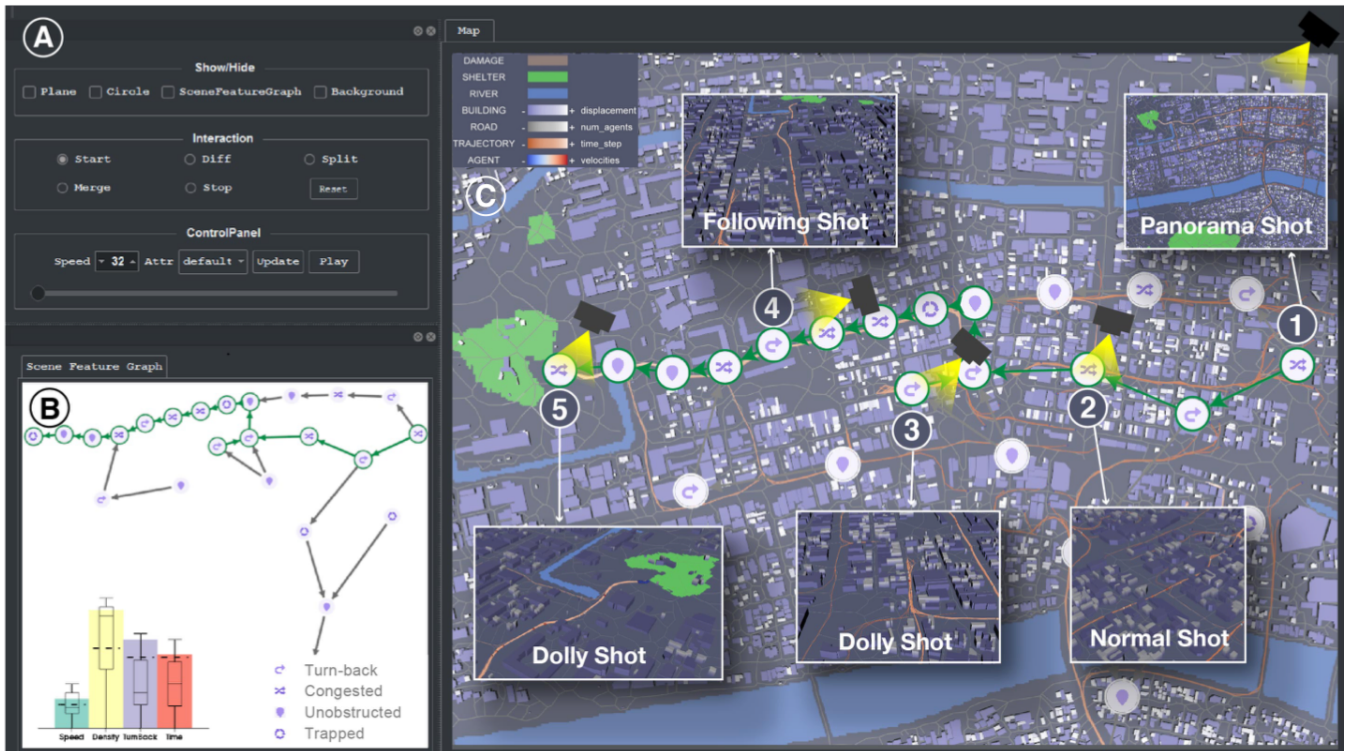 A
Show/Hide
Plane Circle SceneFeatureGraph Background
Interaction
Start Diff Split
Merge Stop Reset
ControlPanel
Speed 32 Attr default Update Play
Scene Feature Graph
B
Turn-back
Congested
Unobstructed
Trapped
Speed Density TurnBack Time
Map
DAMAGE
SHELTER
RIVER
BUILDING - + displacement
ROAD - + num_agents
TRAJECTORY - + time_step
AGENT - + velocities
C
Following Shot
Panorama Shot
4
1
5
3
2
Dolly Shot
Dolly Shot
Normal Shot